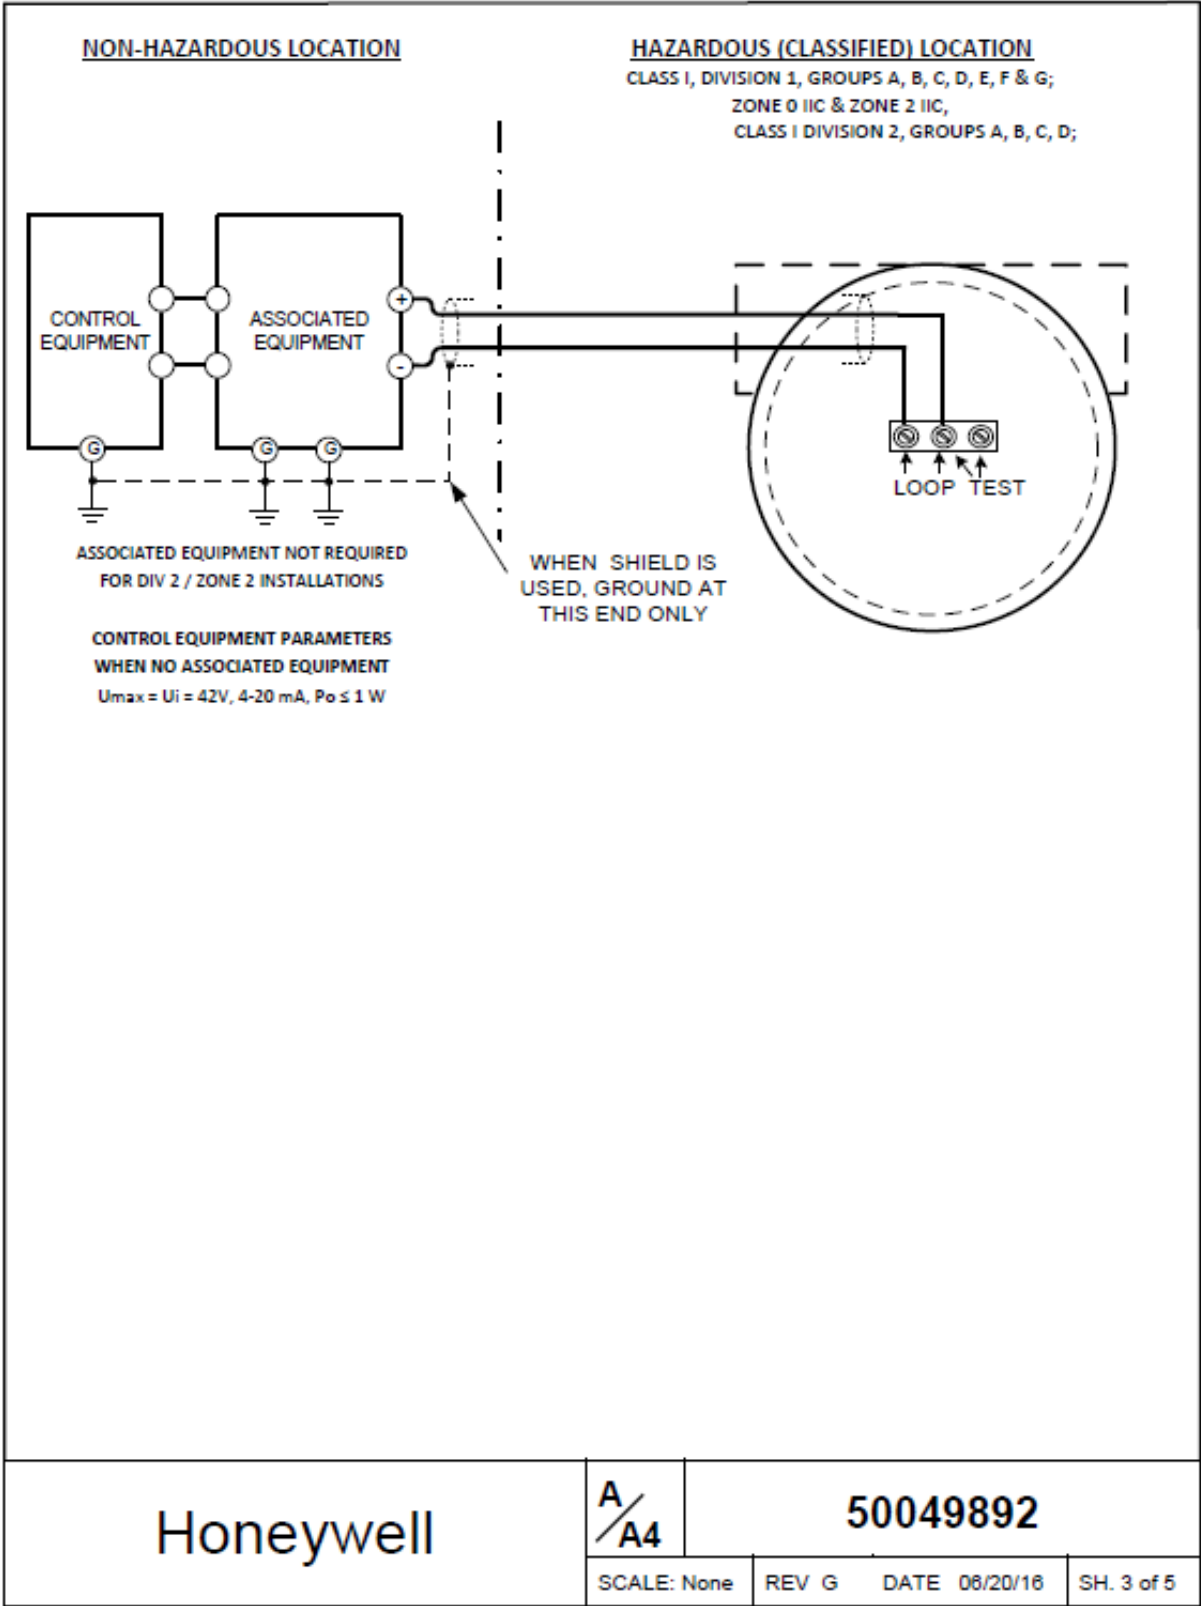 NON-HAZARDOUS LOCATION
HAZARDOUS (CLASSIFIED) LOCATION
CLASS I, DIVISION 1, GROUPS A, B, C, D, E, F & G;
ZONE 0 IIC & ZONE 2 IIC,
CLASS I DIVISION 2, GROUPS A, B, C, D;
CONTROL
EQUIPMENT
ASSOCIATED
EQUIPMENT
+
-
G
G
G
LOOP TEST
ASSOCIATED EQUIPMENT NOT REQUIRED
FOR DIV 2 / ZONE 2 INSTALLATIONS
WHEN SHIELD IS
USED, GROUND AT
THIS END ONLY
CONTROL EQUIPMENT PARAMETERS
WHEN NO ASSOCIATED EQUIPMENT
Umax = Ui = 42V, 4-20 mA, Po ≤ 1 W
Honeywell
A/A4
50049892
SCALE: None REV G DATE 06/20/16 SH. 3 of 5